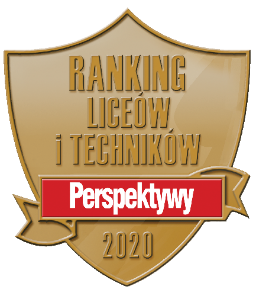 RANKING
LICEÓW
i TECHNIKÓW
Perspektywy
2020